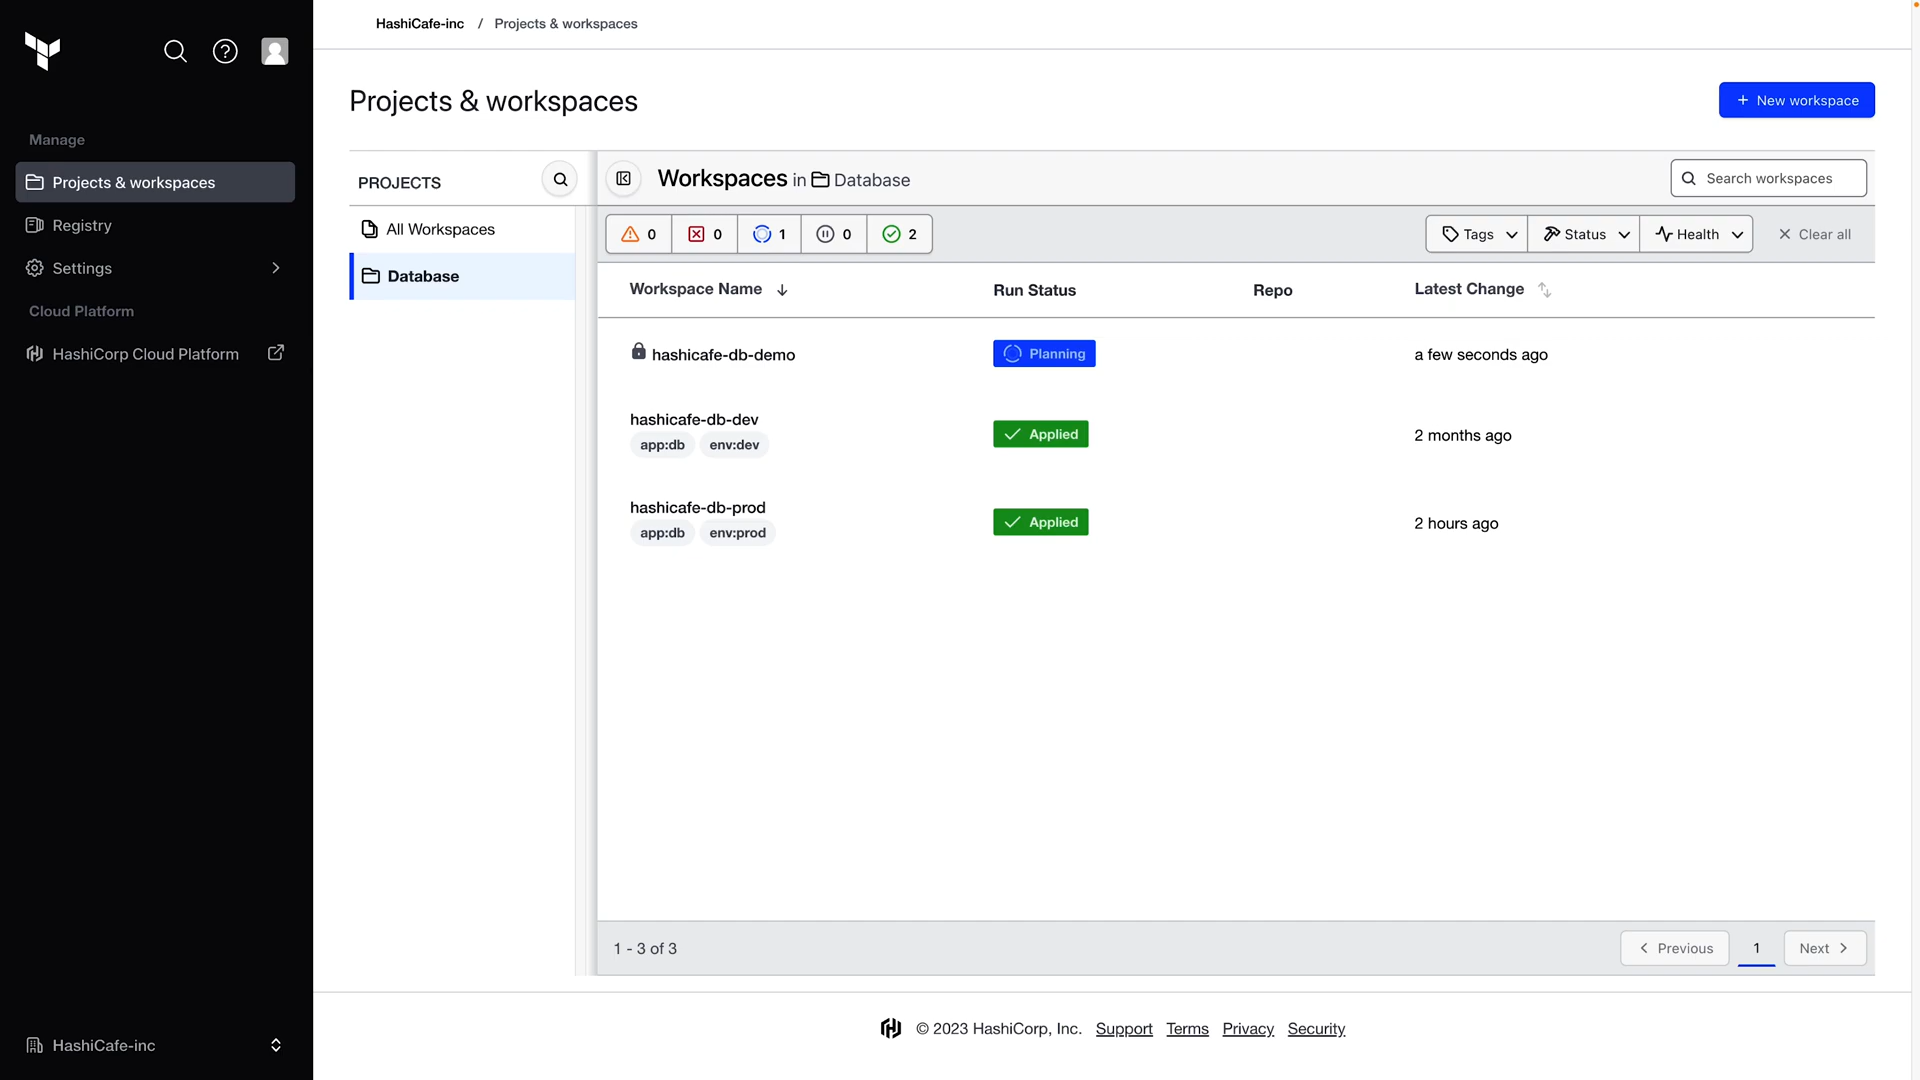 HashiCafe-inc / Projects & workspaces
Manage
Projects & workspaces
Registry
Settings
Cloud Platform
HashiCorp Cloud Platform
HashiCafe-inc
Projects & workspaces
+ New workspace
PROJECTS
All Workspaces
Database
Workspaces in Database
Search workspaces
0 0 1 0 2
Tags Status Health Clear all
Workspace Name Run Status Repo Latest Change
hashicafe-db-demo Planning a few seconds ago
hashicafe-db-dev
app:db env:dev
Applied 2 months ago
hashicafe-db-prod
app:db env:prod
Applied 2 hours ago
1 - 3 of 3
Previous 1 Next
© 2023 HashiCorp, Inc. Support Terms Privacy Security